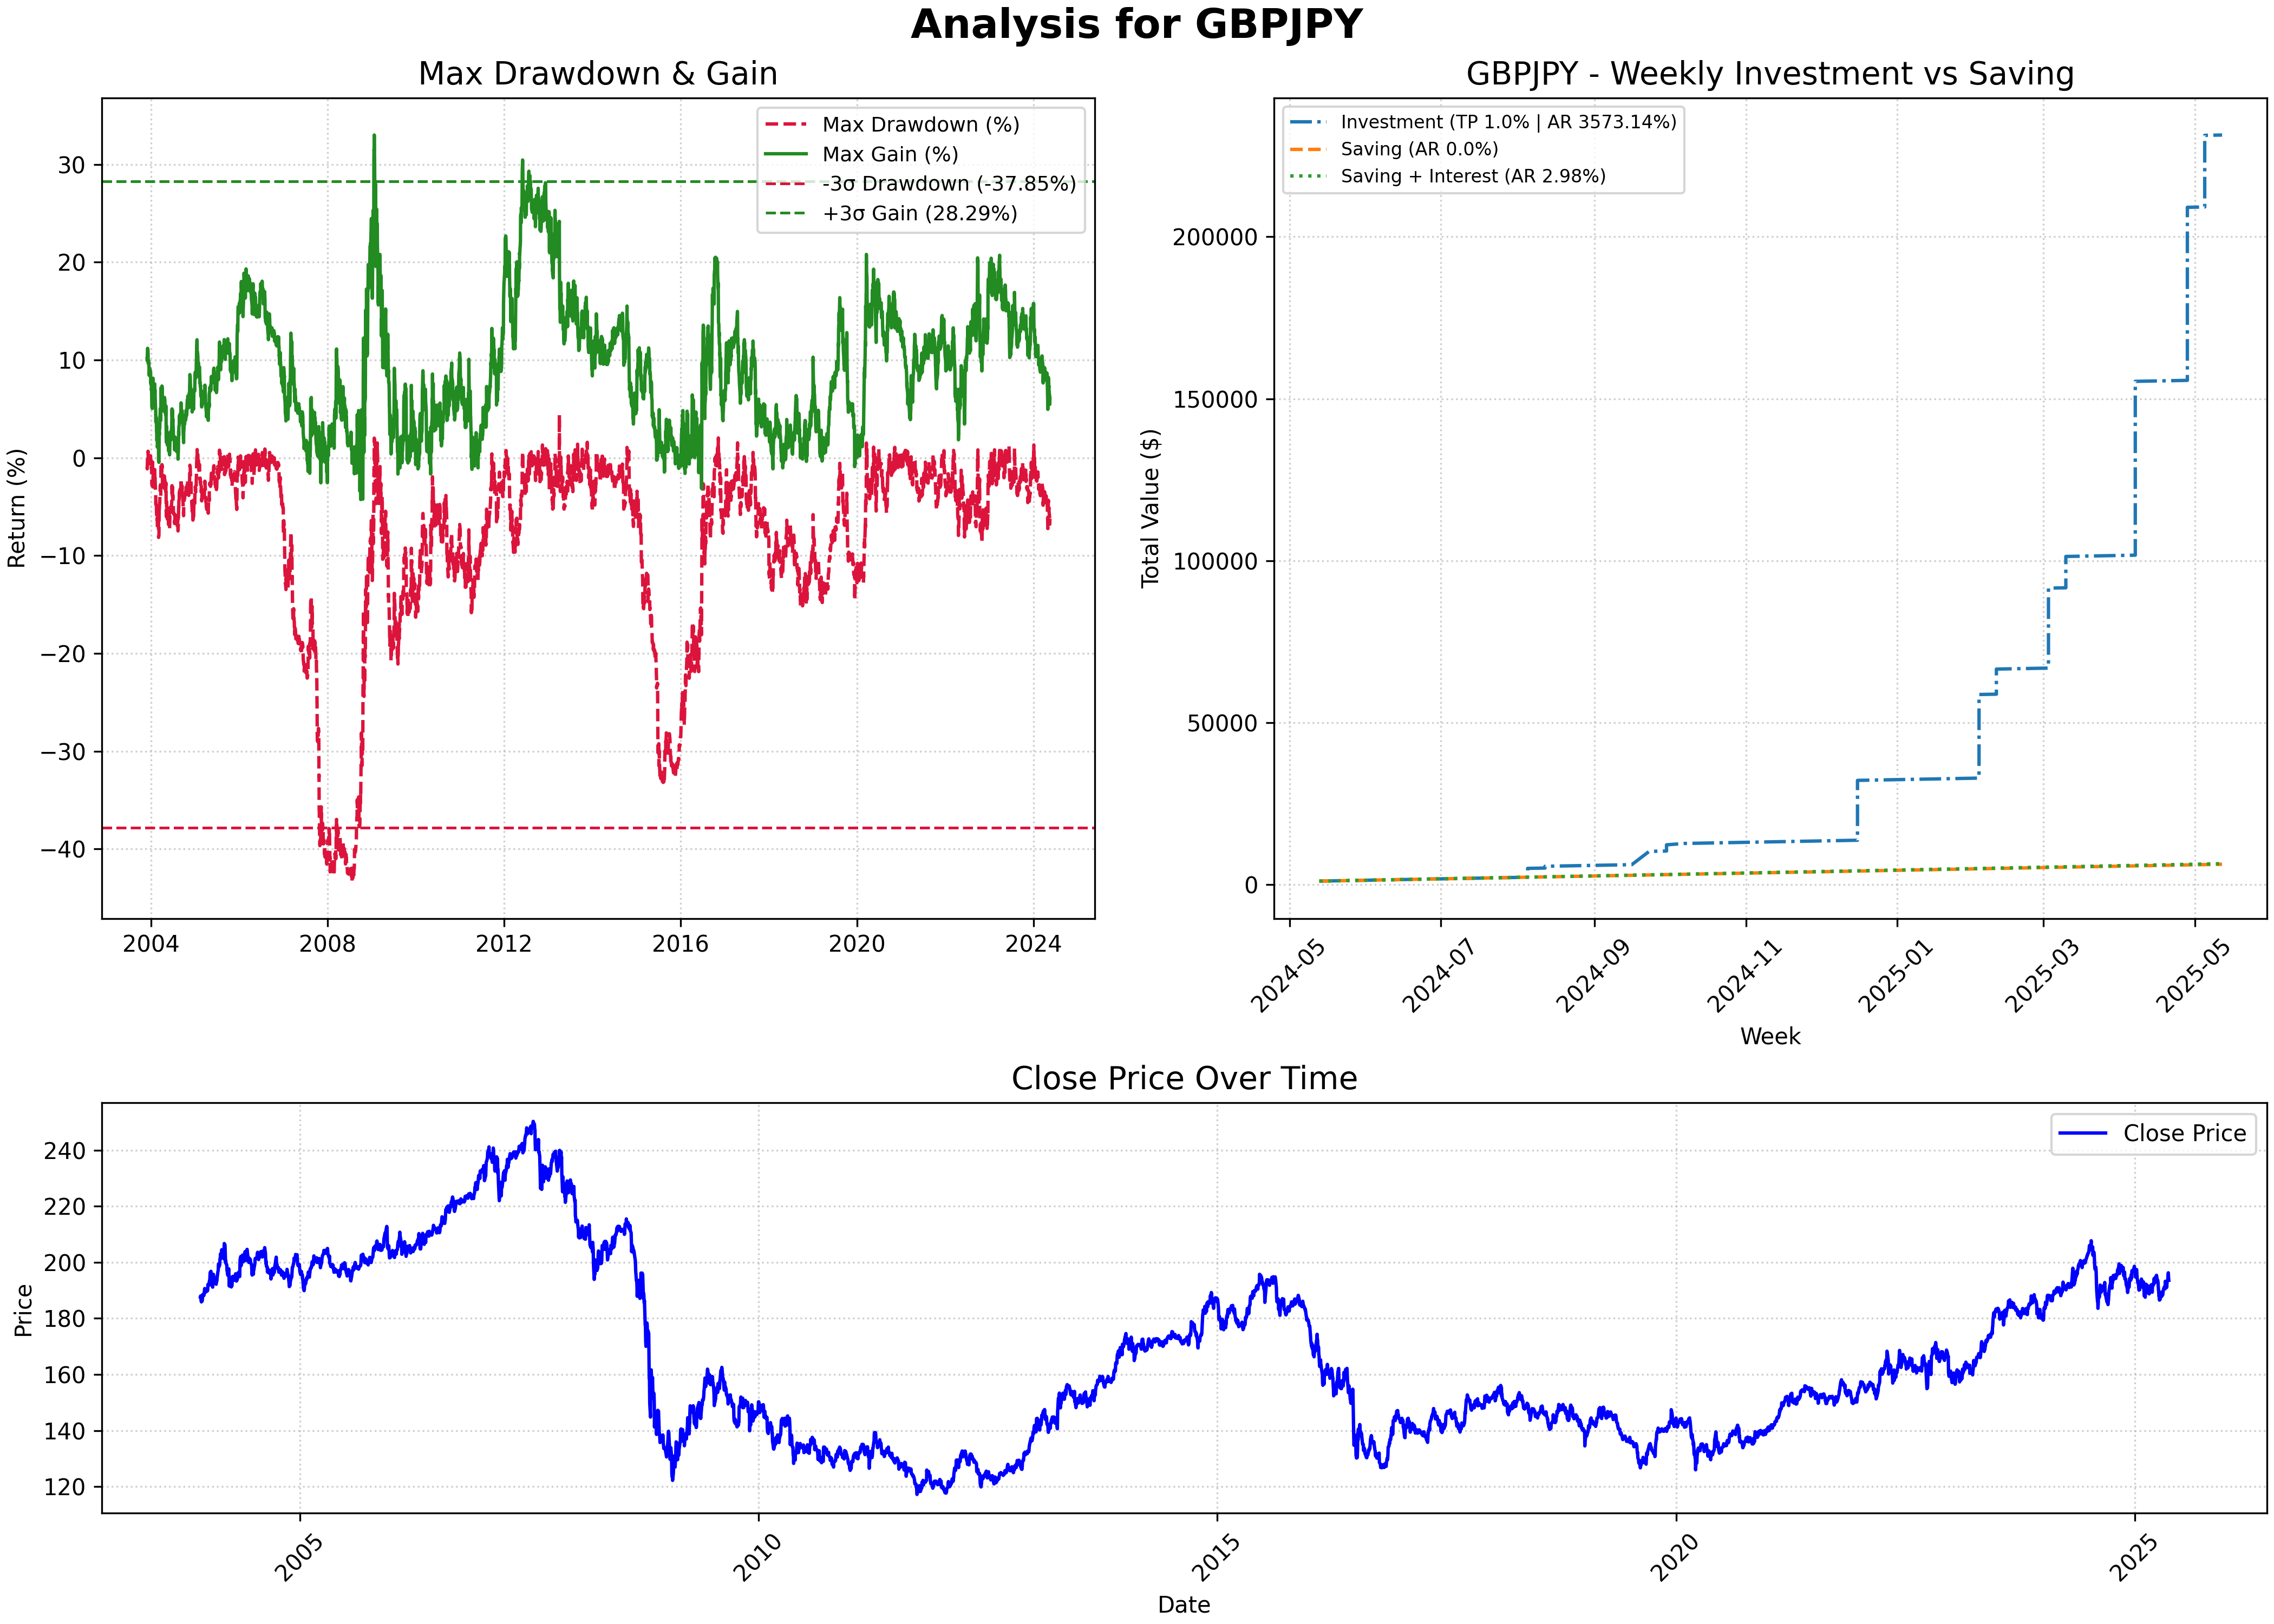 Analysis for GBPJPY
Max Drawdown & Gain
Max Drawdown (%)
Max Gain (%)
-3σ Drawdown (-37.85%)
+3σ Gain (28.29%)
Return (%)
30
20
10
0
−10
−20
−30
−40
2004
2008
2012
2016
2020
2024
GBPJPY - Weekly Investment vs Saving
Investment (TP 1.0% | AR 3573.14%)
Saving (AR 0.0%)
Saving + Interest (AR 2.98%)
Total Value ($)
200000
150000
100000
50000
0
2024-05
2024-07
2024-09
2024-11
2025-01
2025-03
2025-05
Week
Close Price Over Time
Close Price
Price
240
220
200
180
160
140
120
2005
2010
2015
2020
2025
Date